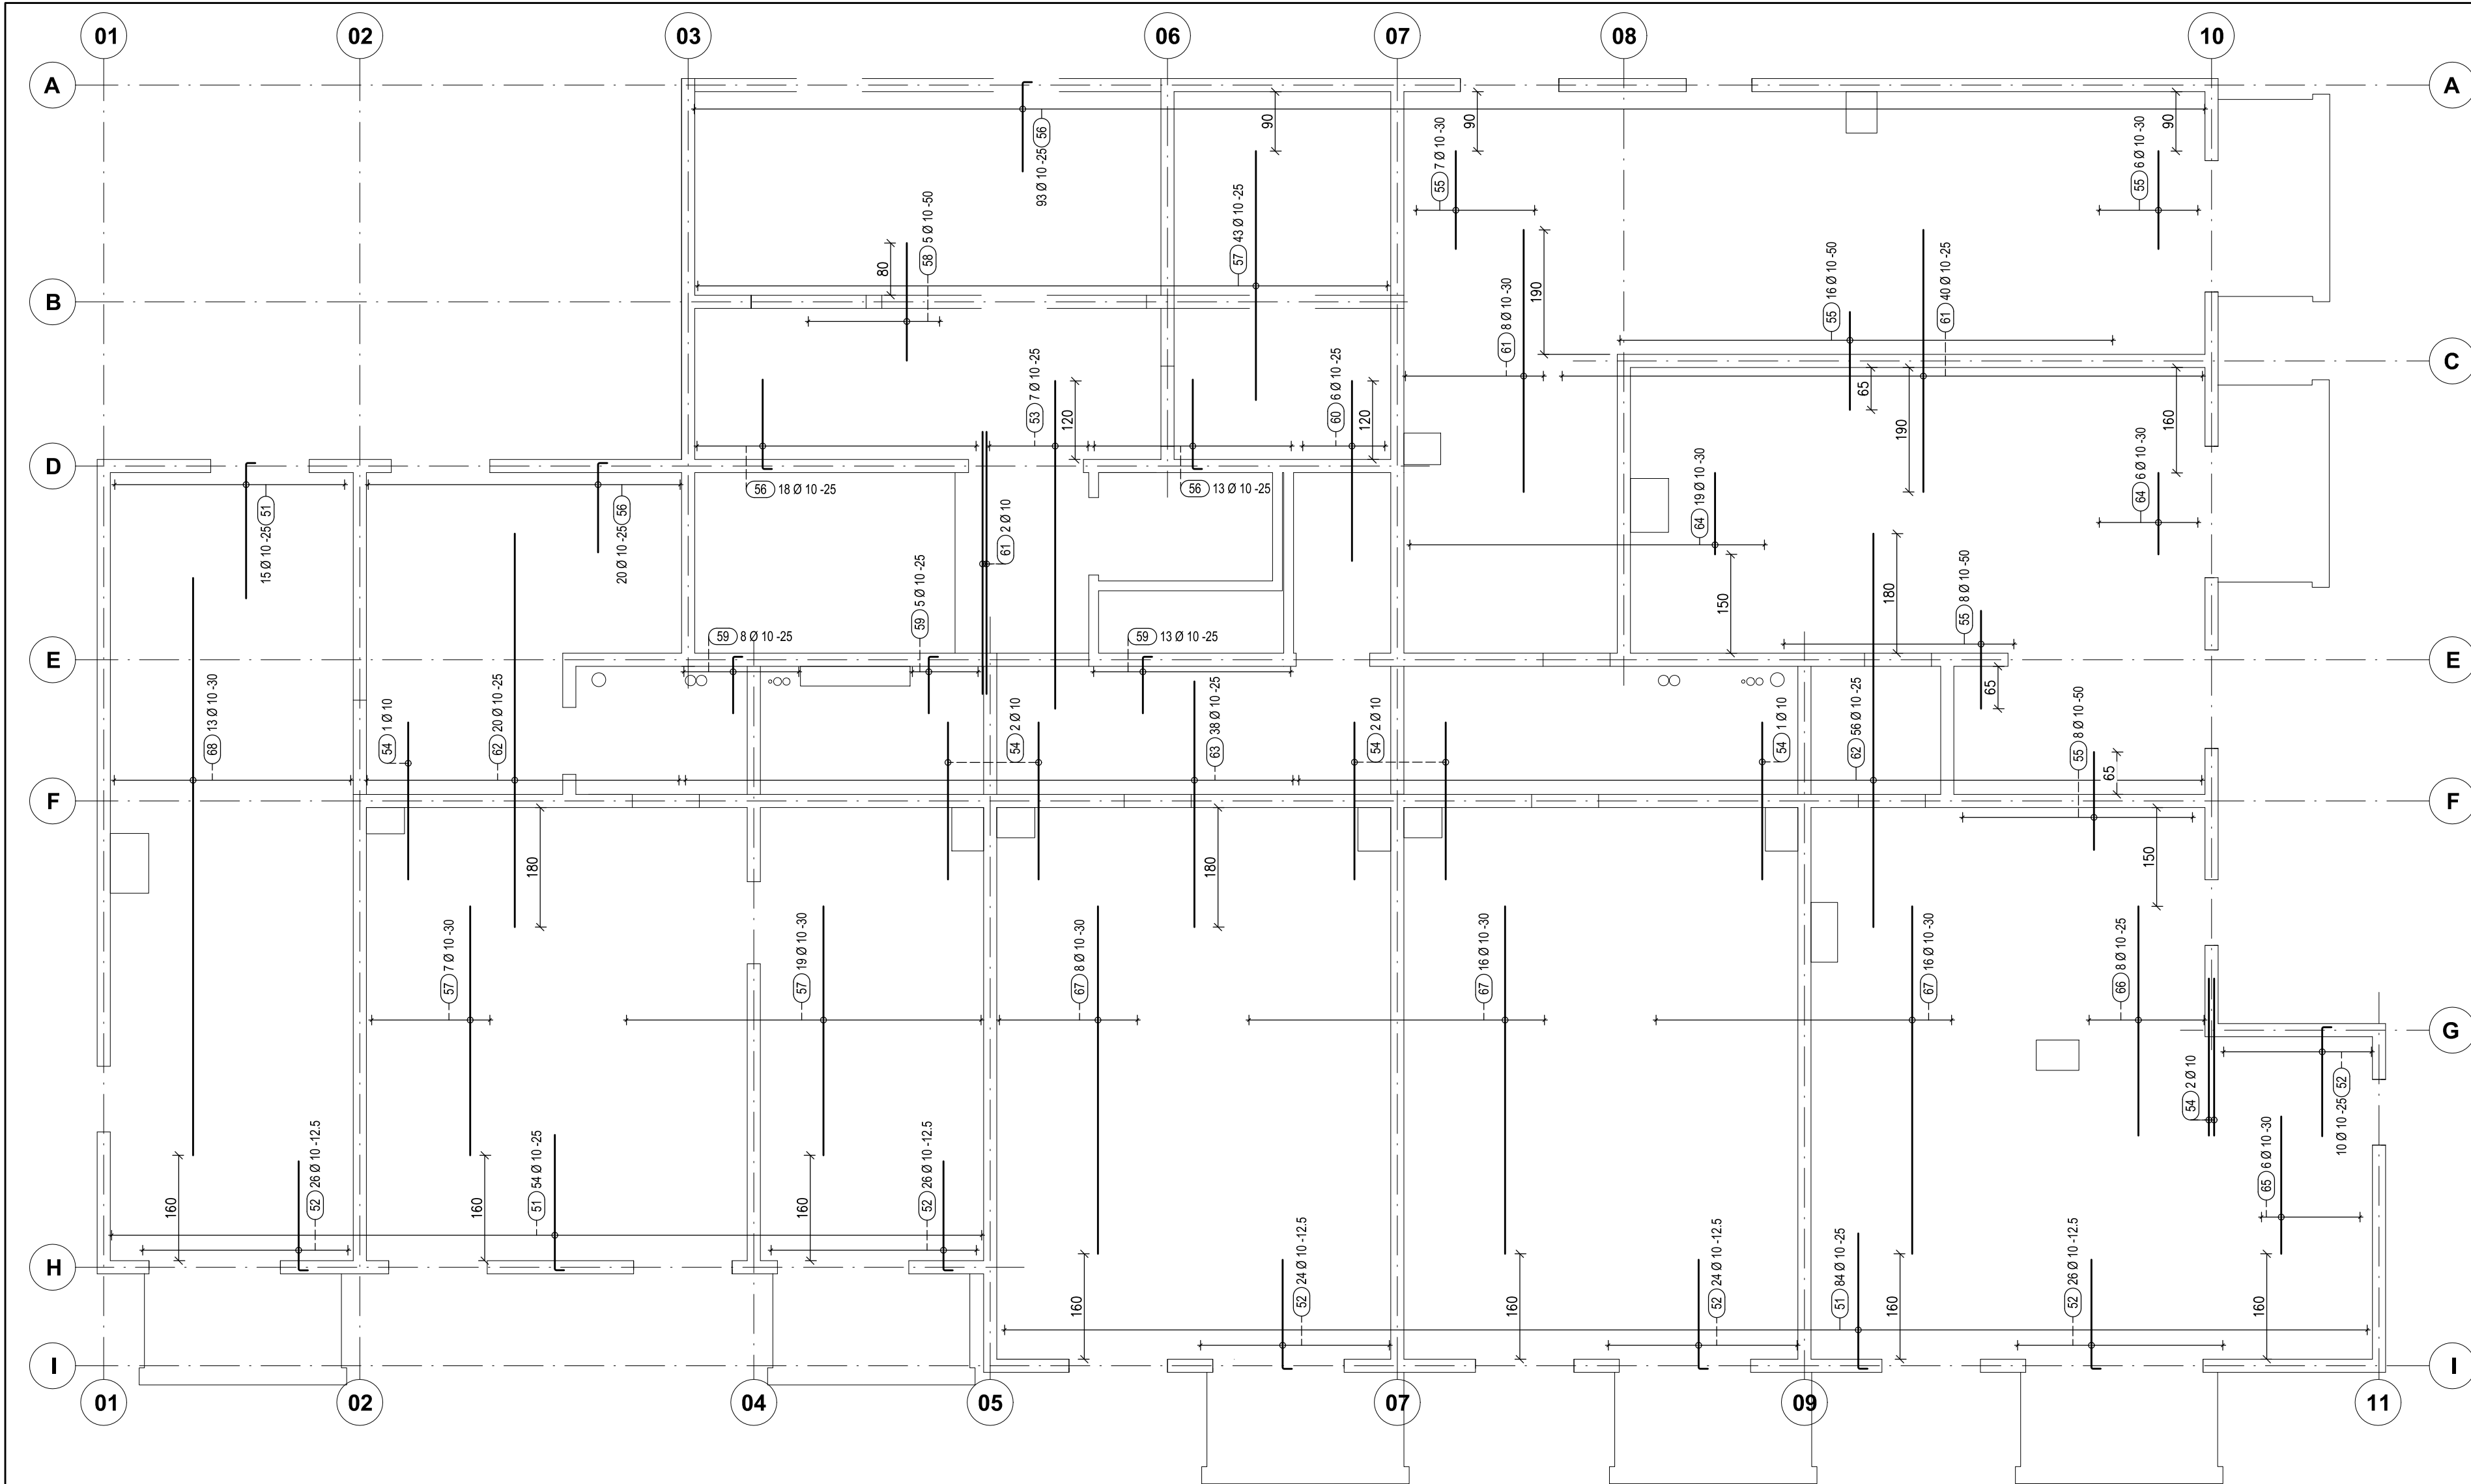 01
02
03
06
07
08
10
A
A
90
90
90
56
93 Ø 10 -25
55 7 Ø 10 -30
55 6 Ø 10 -30
58 5 Ø 10 -50
57 43 Ø 10 -25
80
190
61 8 Ø 10 -30
55 16 Ø 10 -50
61 40 Ø 10 -25
B
C
53 7 Ø 10 -25
120
60 6 Ø 10 -25
120
65
190
160
D
51
15 Ø 10 -25
56
20 Ø 10 -25
56 18 Ø 10 -25
56 13 Ø 10 -25
61 2 Ø 10
64 19 Ø 10 -30
64 6 Ø 10 -30
150
180
59 8 Ø 10 -25
59 5 Ø 10 -25
59 13 Ø 10 -25
55 8 Ø 10 -50
E
E
65
68 13 Ø 10 -30
54 1 Ø 10
62 20 Ø 10 -25
54 2 Ø 10
63 38 Ø 10 -25
54 2 Ø 10
54 1 Ø 10
62 56 Ø 10 -25
55 8 Ø 10 -50
65
F
F
180
180
150
57 7 Ø 10 -30
57 19 Ø 10 -30
67 8 Ø 10 -30
67 16 Ø 10 -30
67 16 Ø 10 -30
66 8 Ø 10 -25
G
54 2 Ø 10
52
10 Ø 10 -25
65 6 Ø 10 -30
160
52 26 Ø 10 -12.5
160
51 54 Ø 10 -25
160
52 26 Ø 10 -12.5
H
160
52 24 Ø 10 -12.5
160
52 24 Ø 10 -12.5
51 84 Ø 10 -25
160
52 26 Ø 10 -12.5
160
I
I
01
02
04
05
07
09
11